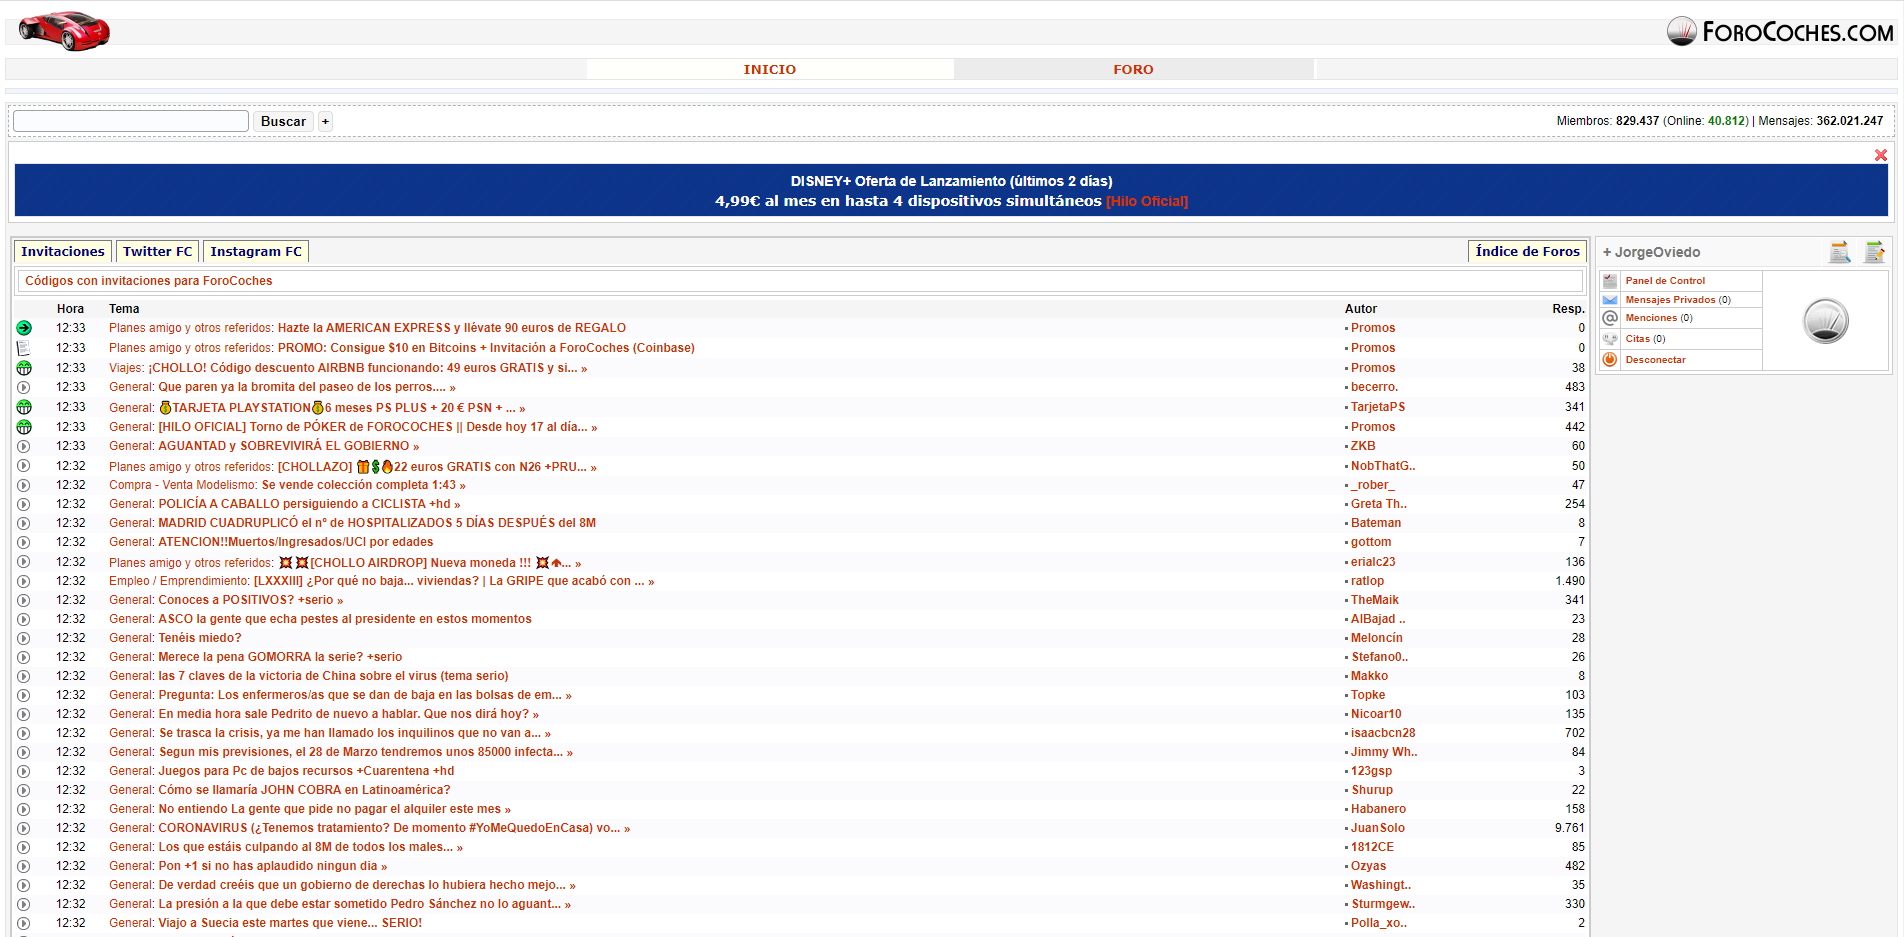 FOROCOCHES.COM
INICIO FORO
Buscar + Miembros: 829.437 (Online: 40.812) | Mensajes: 362.021.247
DISNEY+ Oferta de Lanzamiento (últimos 2 días)
4,99€ al mes en hasta 4 dispositivos simultáneos [Hilo Oficial]
Invitaciones Twitter FC Instagram FC Índice de Foros
Códigos con invitaciones para ForoCoches
Hora Tema Autor Resp.
12:33 Planes amigo y otros referidos: Hazte la AMERICAN EXPRESS y llévate 90 euros de REGALO Promos 0
12:33 Planes amigo y otros referidos: PROMO: Consigue $10 en Bitcoins + Invitación a ForoCoches (Coinbase) Promos 0
12:33 Viajes: ¡CHOLLO! Código descuento AIRBNB funcionando: 49 euros GRATIS y si... » Promos 38
12:33 General: Que paren ya la bromita del paseo de los perros.... » becerro. 483
12:33 General: 💰TARJETA PLAYSTATION💰6 meses PS PLUS + 20 € PSN + ... » TarjetaPS 341
12:33 General: [HILO OFICIAL] Torno de PÓKER de FOROCOCHES || Desde hoy 17 al día... » Promos 442
12:33 General: AGUANTAD y SOBREVIVIRÁ EL GOBIERNO » ZKB 60
12:32 Planes amigo y otros referidos: [CHOLLAZO] 🎁💲🔥22 euros GRATIS con N26 +PRU... » NobThatG.. 50
12:32 Compra - Venta Modelismo: Se vende colección completa 1:43 » _rober_ 47
12:32 General: POLICÍA A CABALLO persiguiendo a CICLISTA +hd » Greta Th.. 254
12:32 General: MADRID CUADRUPLICÓ el nº de HOSPITALIZADOS 5 DÍAS DESPUÉS del 8M Bateman 8
12:32 General: ATENCION!!Muertos/Ingresados/UCI por edades gottom 7
12:32 Planes amigo y otros referidos: 💥💥[CHOLLO AIRDROP] Nueva moneda !!! 💥⬆... » erialc23 136
12:32 Empleo / Emprendimiento: [LXXXIII] ¿Por qué no baja... viviendas? | La GRIPE que acabó con ... » ratlop 1.490
12:32 General: Conoces a POSITIVOS? +serio » TheMaik 341
12:32 General: ASCO la gente que echa pestes al presidente en estos momentos AlBajad .. 23
12:32 General: Tenéis miedo? Meloncín 28
12:32 General: Merece la pena GOMORRA la serie? +serio Stefano0.. 26
12:32 General: las 7 claves de la victoria de China sobre el virus (tema serio) Makko 8
12:32 General: Pregunta: Los enfermeros/as que se dan de baja en las bolsas de em... » Topke 103
12:32 General: En media hora sale Pedrito de nuevo a hablar. Que nos dirá hoy? » Nicoar10 135
12:32 General: Se trasca la crisis, ya me han llamado los inquilinos que no van a... » isaacbcn28 702
12:32 General: Segun mis previsiones, el 28 de Marzo tendremos unos 85000 infecta... » Jimmy Wh.. 84
12:32 General: Juegos para Pc de bajos recursos +Cuarentena +hd 123gsp 3
12:32 General: Cómo se llamaría JOHN COBRA en Latinoamérica? Shurup 22
12:32 General: No entiendo La gente que pide no pagar el alquiler este mes » Habanero 158
12:32 General: CORONAVIRUS (¿Tenemos tratamiento? De momento #YoMeQuedoEnCasa) vo... » JuanSolo 9.761
12:32 General: Los que estáis culpando al 8M de todos los males... » 1812CE 85
12:32 General: Pon +1 si no has aplaudido ningun dia » Ozyas 482
12:32 General: De verdad creéis que un gobierno de derechas lo hubiera hecho mejo... » Washingt.. 35
12:32 General: La presión a la que debe estar sometido Pedro Sánchez no lo aguant... » Sturmgew.. 330
12:32 General: Viajo a Suecia este martes que viene... SERIO! Polla_xo.. 2
+ JorgeOviedo
Panel de Control
Mensajes Privados (0)
Menciones (0)
Citas (0)
Desconectar